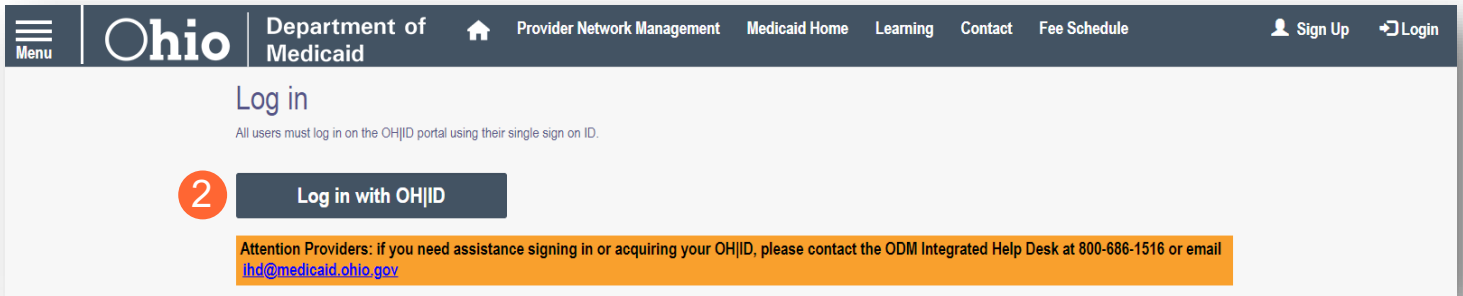 Menu
Ohio
Department of
Medicaid
Provider Network Management Medicaid Home Learning Contact Fee Schedule Sign Up Login
Log in
All users must log in on the OH|ID portal using their single sign on ID.
2
Log in with OH|ID
Attention Providers: if you need assistance signing in or acquiring your OH|ID, please contact the ODM Integrated Help Desk at 800-686-1516 or email
ihd@medicaid.ohio.gov